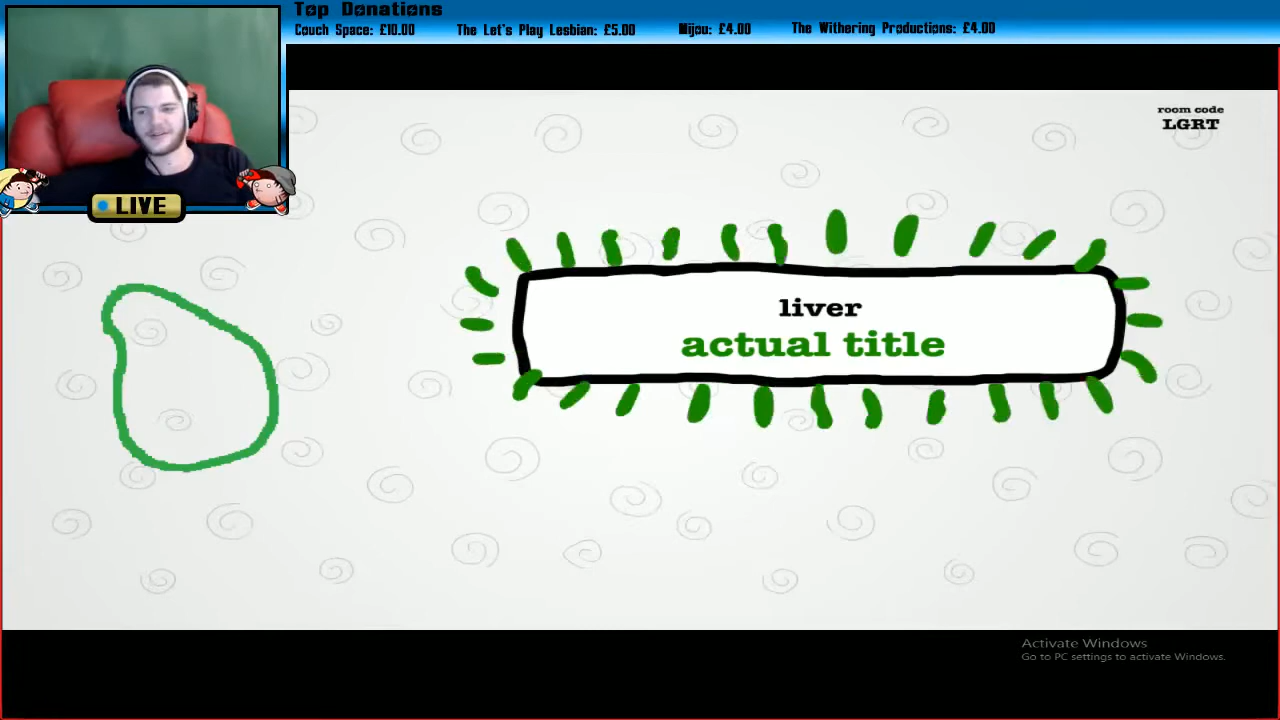 Top Donations
Couch Space: £10.00 The Let's Play Lesbian: £5.00 Mijou: £4.00 The Withering Productions: £4.00
LIVE
room code
LGRT
liver
actual title
Activate Windows
Go to PC settings to activate Windows.